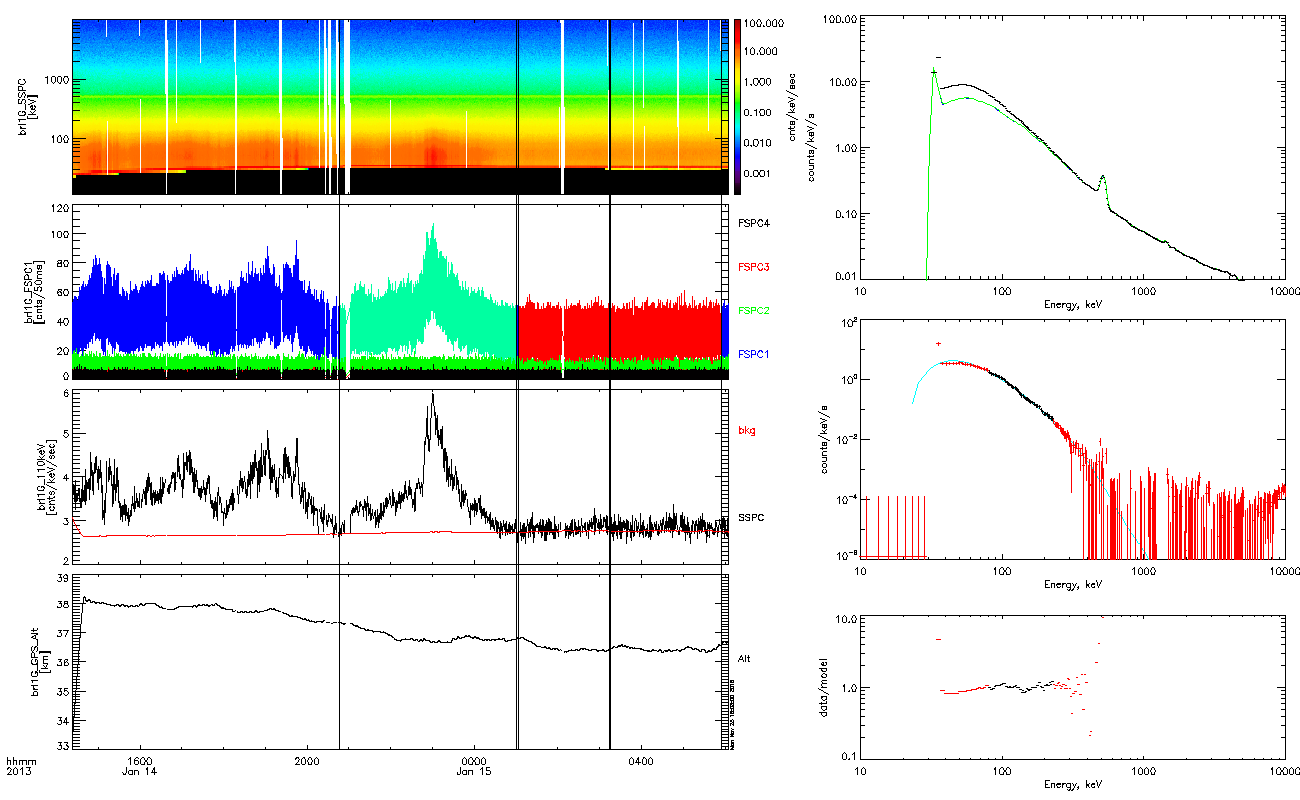 brl1G_SSPC
[keV]
1000
100
100.000
10.000
1.000
0.100
0.010
0.001
cnts/keV/sec
brl1G_FSPC1
[cnts/50ms]
120
100
80
60
40
20
0
FSPC4
FSPC3
FSPC2
FSPC1
brl1G_110keV
[cnts/keV/sec]
6
5
4
3
2
bkg
SSPC
brl1G_GPS_Alt
[km]
39
38
37
36
35
34
33
Alt
hhmm
2013
1600
Jan 14
2000
0000
Jan 15
0400
counts/keV/s
100.00
10.00
1.00
0.10
0.01
10 100 1000 10000
Energy, keV
counts/keV/s
10²
10⁰
10⁻²
10⁻⁴
10⁻⁶
10 100 1000 10000
Energy, keV
data/model
10.0
1.0
0.1
10 100 1000 10000
Energy, keV